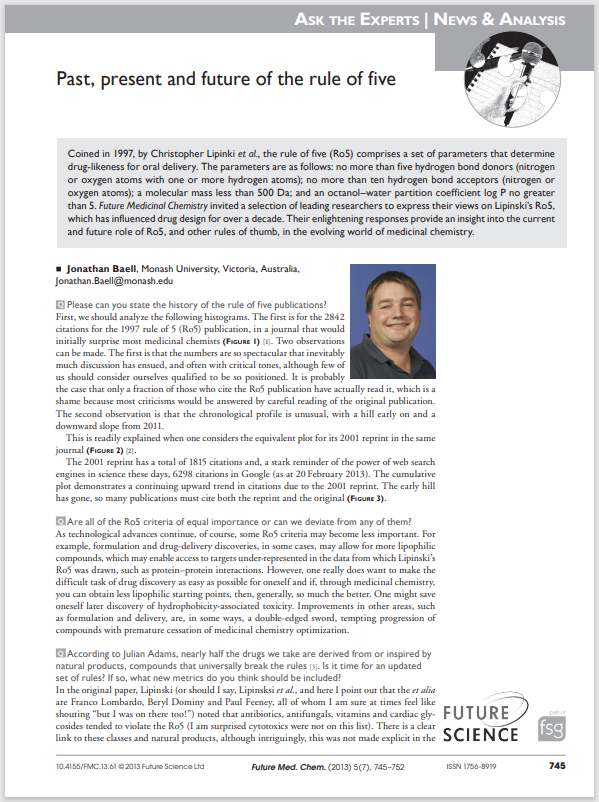 ASK THE EXPERTS | NEWS & ANALYSIS
Past, present and future of the rule of five
Coined in 1997, by Christopher Lipinki et al., the rule of five (Ro5) comprises a set of parameters that determine
drug-likeness for oral delivery. The parameters are as follows: no more than five hydrogen bond donors (nitrogen
or oxygen atoms with one or more hydrogen atoms); no more than ten hydrogen bond acceptors (nitrogen or
oxygen atoms); a molecular mass less than 500 Da; and an octanol–water partition coefficient log P no greater
than 5. Future Medicinal Chemistry invited a selection of leading researchers to express their views on Lipinski's Ro5,
which has influenced drug design for over a decade. Their enlightening responses provide an insight into the current
and future role of Ro5, and other rules of thumb, in the evolving world of medicinal chemistry.
■ Jonathan Baell, Monash University, Victoria, Australia,
Jonathan.Baell@monash.edu
Q Please can you state the history of the rule of five publications?
First, we should analyze the following histograms. The first is for the 2842
citations for the 1997 rule of 5 (Ro5) publication, in a journal that would
initially surprise most medicinal chemists (FIGURE 1) [1]. Two observations
can be made. The first is that the numbers are so spectacular that inevitably
much discussion has ensued, and often with critical tones, although few of
us should consider ourselves qualified to be so positioned. It is probably
the case that only a fraction of those who cite the Ro5 publication have actually read it, which is a
shame because most criticisms would be answered by careful reading of the original publication.
The second observation is that the chronological profile is unusual, with a hill early on and a
downward slope from 2011.
This is readily explained when one considers the equivalent plot for its 2001 reprint in the same
journal (FIGURE 2) [2].
The 2001 reprint has a total of 1815 citations and, a stark reminder of the power of web search
engines in science these days, 6298 citations in Google (as at 20 February 2013). The cumulative
plot demonstrates a continuing upward trend in citations due to the 2001 reprint. The early hill
has gone, so many publications must cite both the reprint and the original (FIGURE 3).
Q Are all of the Ro5 criteria of equal importance or can we deviate from any of them?
As technological advances continue, of course, some Ro5 criteria may become less important. For
example, formulation and drug-delivery discoveries, in some cases, may allow for more lipophilic
compounds, which may enable access to targets under-represented in the data from which Lipinski's
Ro5 was drawn, such as protein–protein interactions. However, one really does want to make the
difficult task of drug discovery as easy as possible for oneself and if, through medicinal chemistry,
you can obtain less lipophilic starting points, then, generally, so much the better. One might save
oneself later discovery of hydrophobicity-associated toxicity. Improvements in other areas, such
as formulation and delivery, are, in some ways, a double-edged sword, tempting progression of
compounds with premature cessation of medicinal chemistry optimization.
Q According to Julian Adams, nearly half the drugs we take are derived from or inspired by
natural products, compounds that universally break the rules [3]. Is it time for an updated
set of rules? If so, what new metrics do you think should be included?
In the original paper, Lipinski (or should I say, Lipinksi et al., and here I point out that the et alia
are Franco Lombardo, Beryl Dominy and Paul Feeney, all of whom I am sure at times feel like
shouting "but I was on there too!") noted that antibiotics, antifungals, vitamins and cardiac gly-
cosides tended to violate the Ro5 (I am surprised cytotoxics were not on this list). There is a clear
link to these classes and natural products, although intriguingly, this was not made explicit in the
FUTURE
SCIENCE
part of
fsg
10.4155/FMC.13.61 © 2013 Future Science Ltd
Future Med. Chem. (2013) 5(7), 745–752
ISSN 1756-8919
745